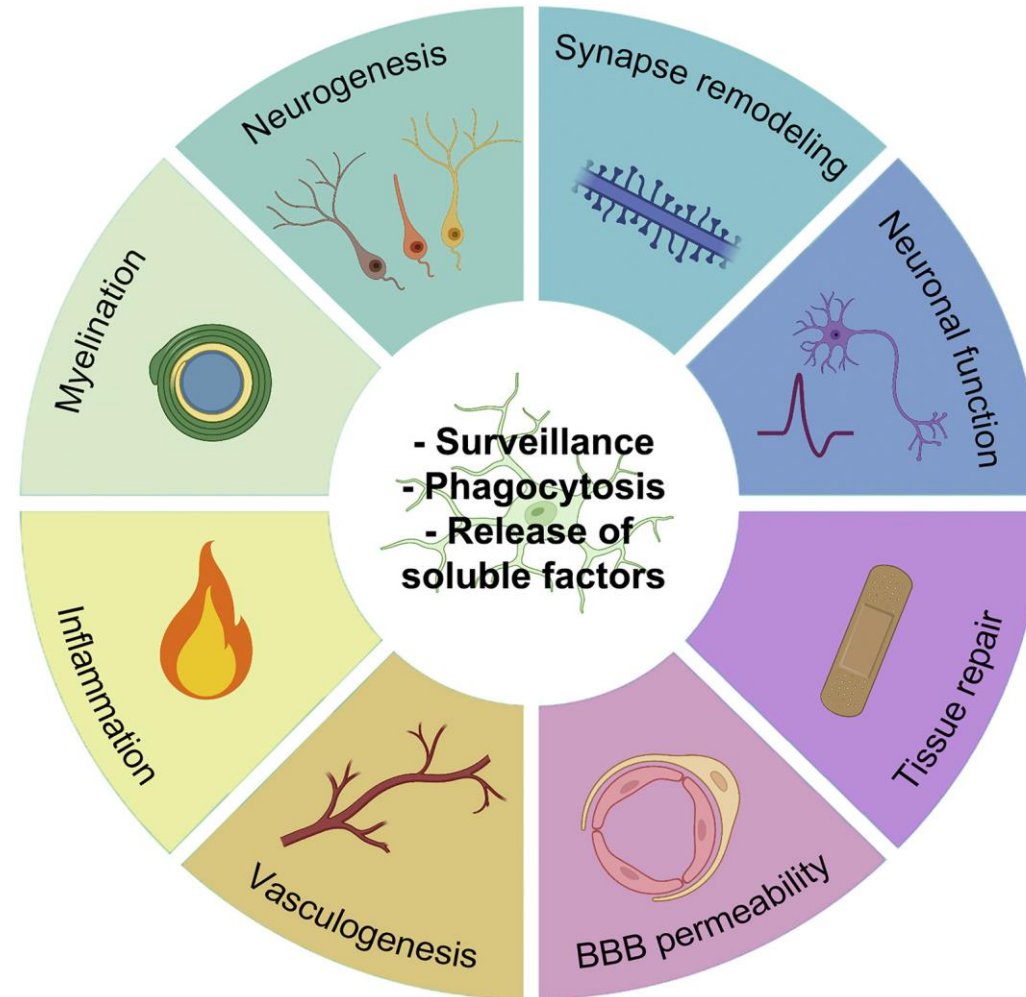 Neurogenesis
Synapse remodeling
Myelination
Neuronal function
- Surveillance
- Phagocytosis
- Release of
soluble factors
Inflammation
Tissue repair
Vasculogenesis
BBB permeability